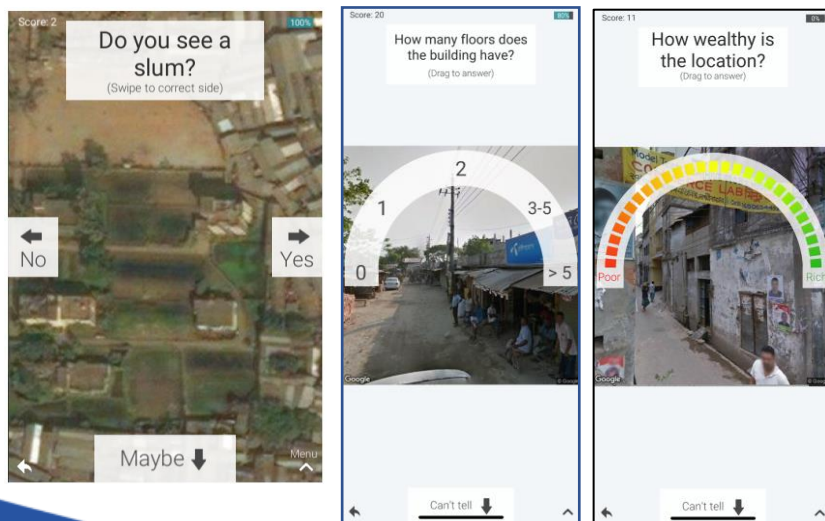 Score: 2
100%
Do you see a
slum?
(Swipe to correct side)
No
Yes
Maybe
Menu
Score: 20
80%
How many floors does
the building have?
(Drag to answer)
0
1
2
3-5
> 5
Google
Can't tell
Score: 11
0%
How wealthy is
the location?
(Drag to answer)
Poor
Rich
Google
Can't tell